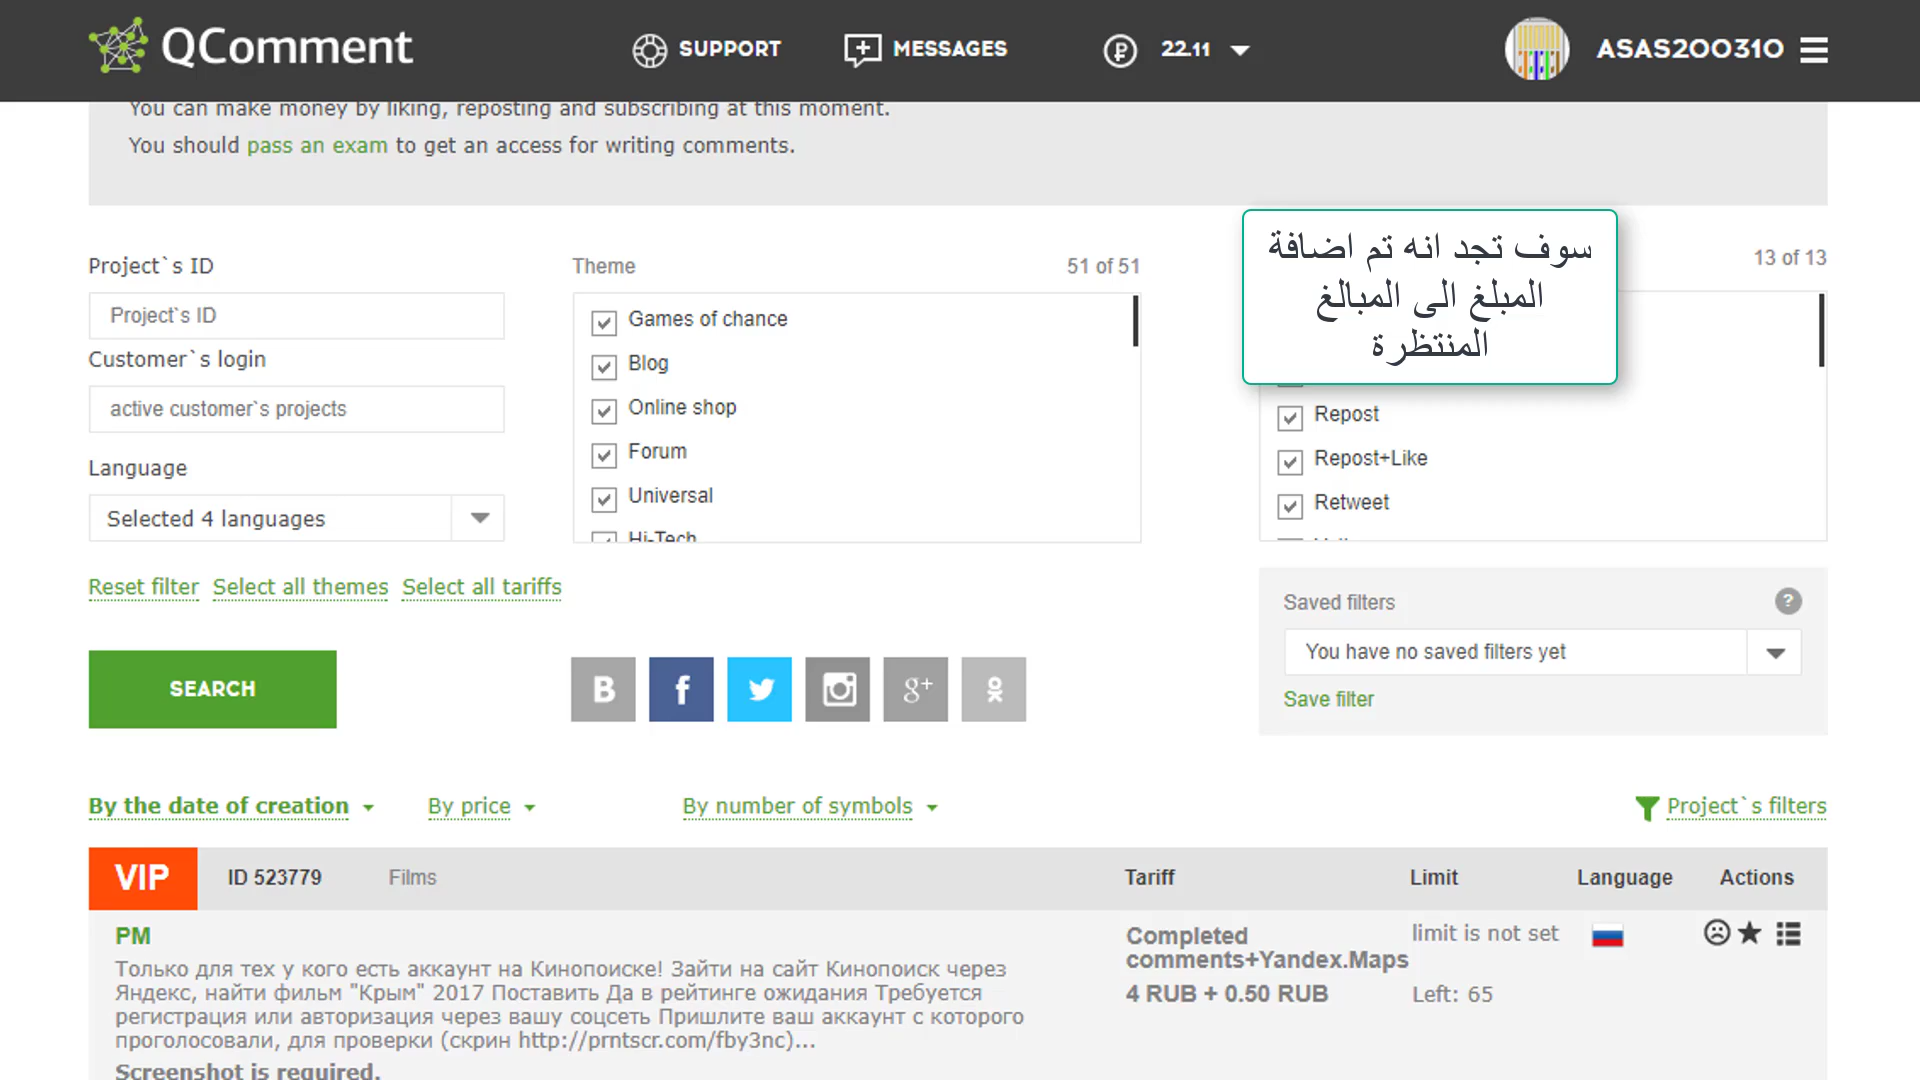 QComment
SUPPORT
MESSAGES
22.11
ASAS200310
You can make money by liking, reposting and subscribing at this moment.
You should pass an exam to get an access for writing comments.
Project`s ID
Project`s ID
Customer`s login
active customer`s projects
Language
Selected 4 languages
Theme
51 of 51
Games of chance
Blog
Online shop
Forum
Universal
Hi-Tech
سوف تجد انه تم اضافة
المبلغ الى المبالغ
المنتظرة
13 of 13
Repost
Repost+Like
Retweet
Reset filter Select all themes Select all tariffs
Saved filters
?
You have no saved filters yet
Save filter
SEARCH
By the date of creation
By price
By number of symbols
Project`s filters
VIP
ID 523779
Films
Tariff
Limit
Language
Actions
PM
Только для тех у кого есть аккаунт на Кинопоиске! Зайти на сайт Кинопоиск через
Яндекс, найти фильм "Крым" 2017 Поставить Да в рейтинге ожидания Требуется
регистрация или авторизация через вашу соцсеть Пришлите ваш аккаунт с которого
проголосовали, для проверки (скрин http://prntscr.com/fby3nc)...
Screenshot is required.
Completed
comments+Yandex.Maps
4 RUB + 0.50 RUB
limit is not set
Left: 65